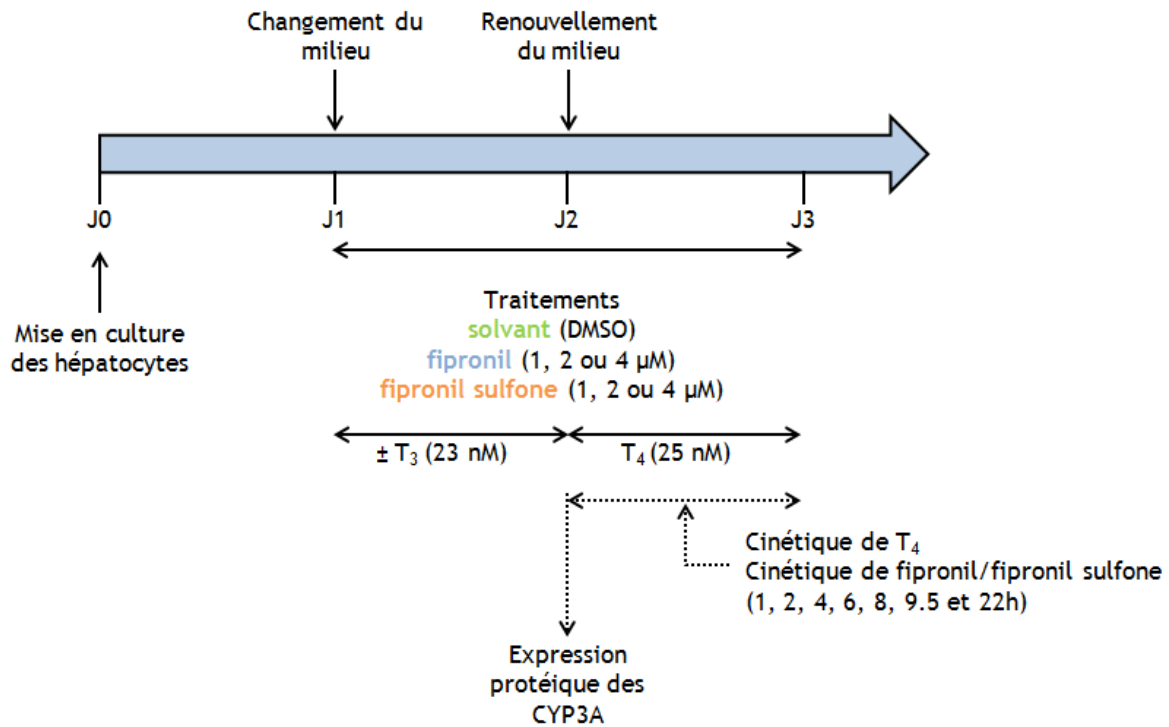 Changement du
milieu
Renouvellement
du milieu
J0
J1
J2
J3
Mise en culture
des hépatocytes
Traitements
solvant (DMSO)
fipronil (1, 2 ou 4 µM)
fipronil sulfone (1, 2 ou 4 µM)
± T₃ (23 nM)
T₄ (25 nM)
Cinétique de T₄
Cinétique de fipronil/fipronil sulfone
(1, 2, 4, 6, 8, 9.5 et 22h)
Expression
protéique des
CYP3A